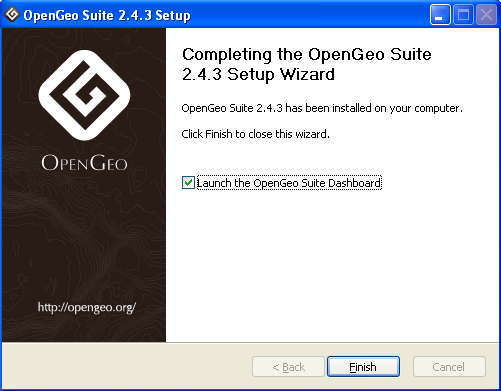 OpenGeo Suite 2.4.3 Setup
Completing the OpenGeo Suite
2.4.3 Setup Wizard
OpenGeo Suite 2.4.3 has been installed on your computer.
Click Finish to close this wizard.
Launch the OpenGeo Suite Dashboard
OPENGEO
http://opengeo.org/
< Back
Finish
Cancel